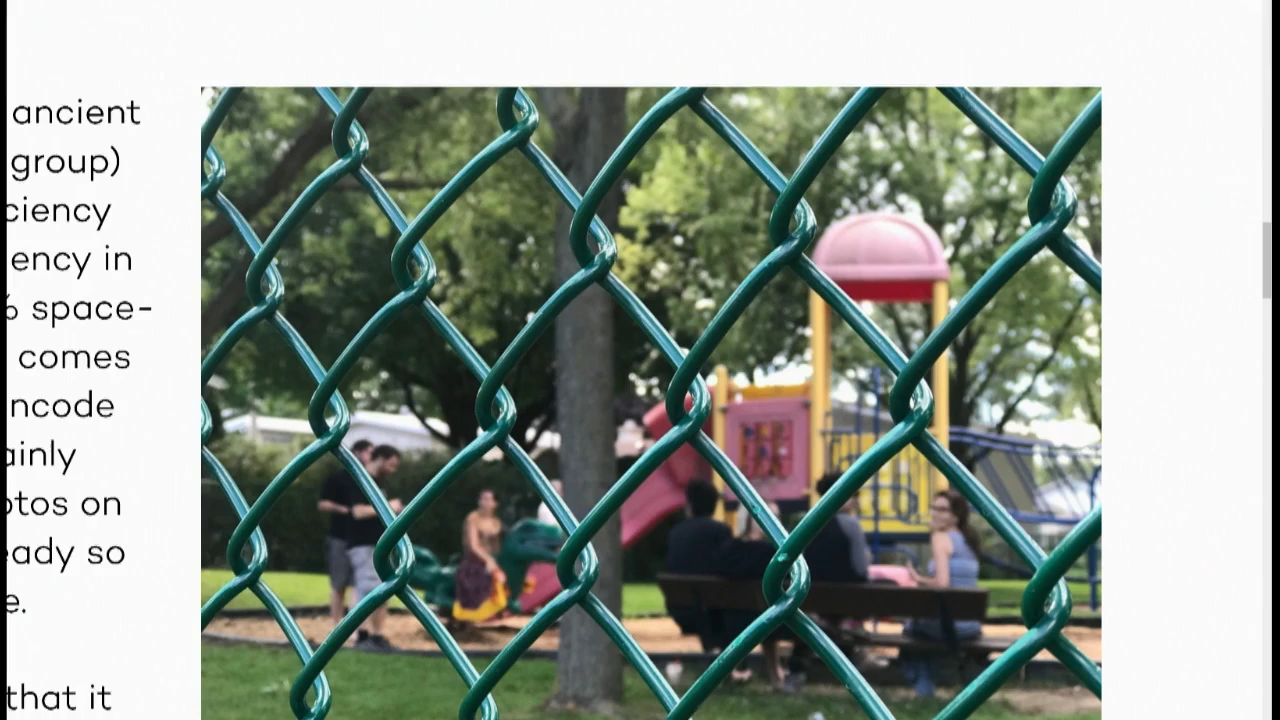 ancient
group)
ciency
ency in
% space-
comes
ncode
ainly
otos on
eady so
e.
that it